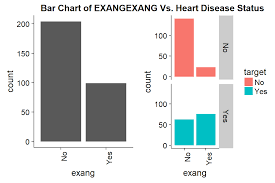 Bar Chart of EXANGEXANG Vs. Heart Disease Status
200
150
100
50
0
count
No
Yes
exang
100
50
0
100
50
0
count
No
Yes
No
Yes
exang
target
No
Yes